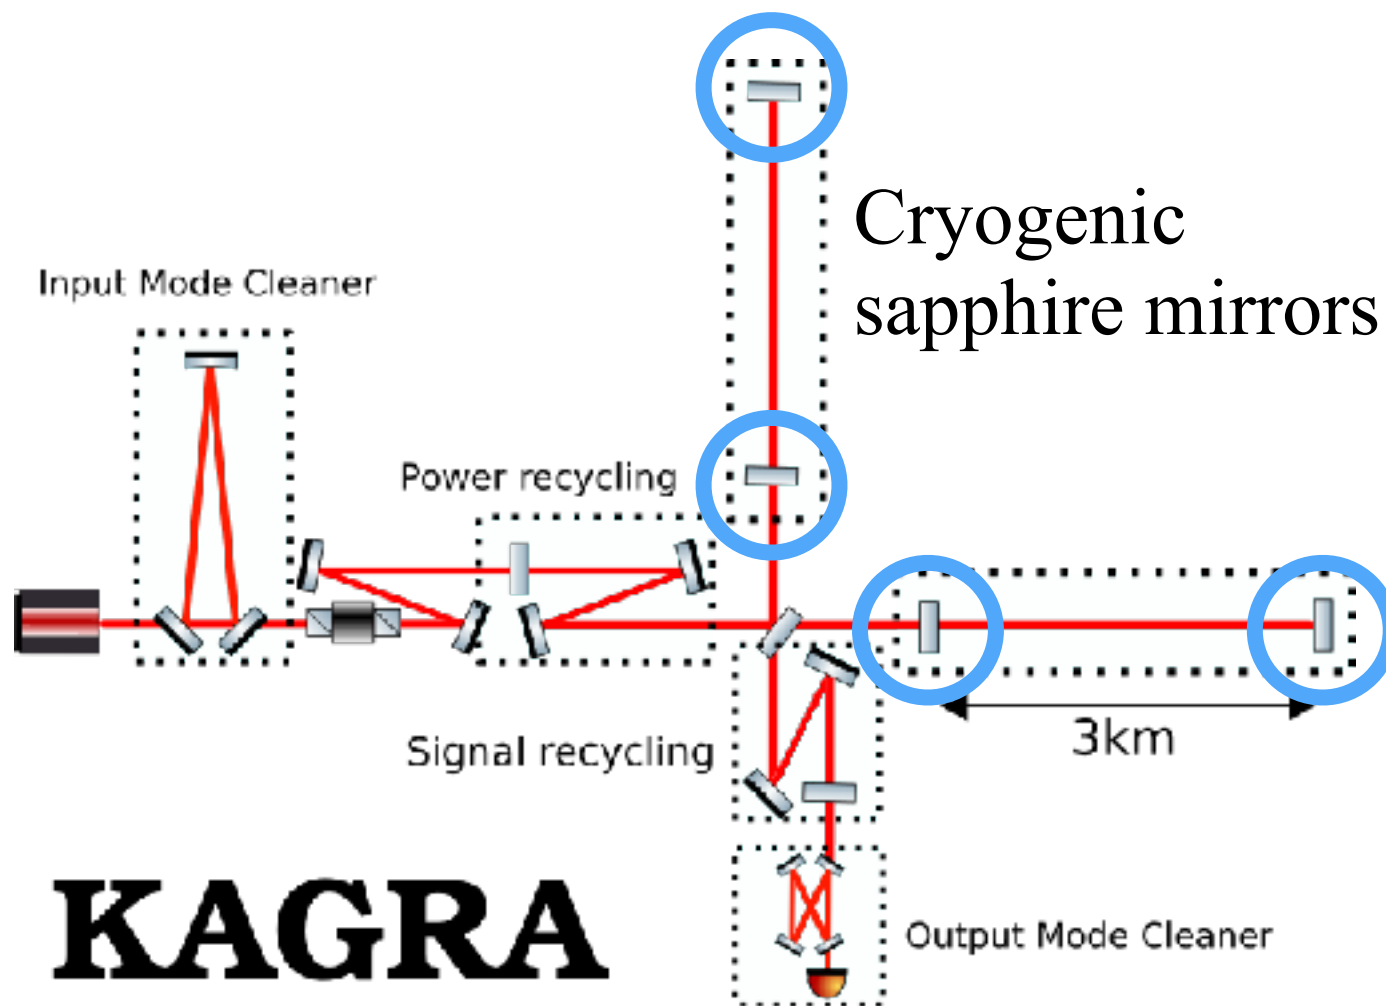 Cryogenic
sapphire mirrors
Input Mode Cleaner
Power recycling
3km
Signal recycling
Output Mode Cleaner
KAGRA